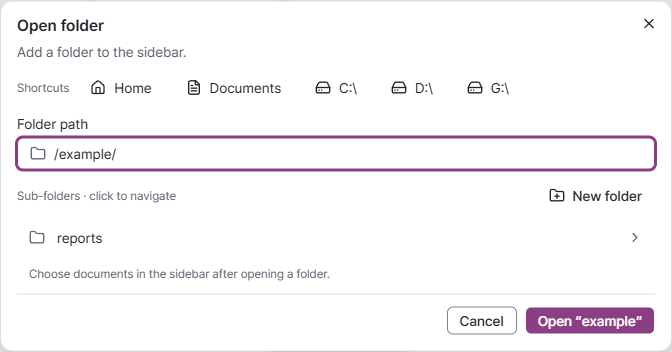 Open folder
Add a folder to the sidebar.
Shortcuts Home Documents C:\ D:\ G:\
Folder path
/example/
Sub-folders · click to navigate New folder
reports
Choose documents in the sidebar after opening a folder.
Cancel Open “example”